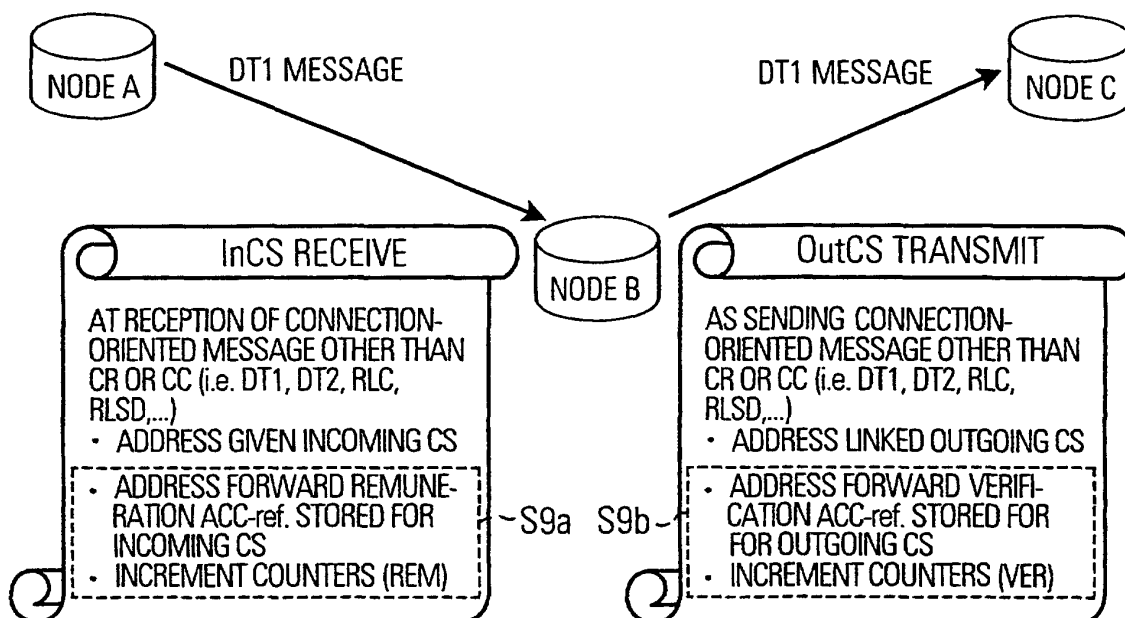 NODE A
DT1 MESSAGE
DT1 MESSAGE
NODE C
NODE B
InCS RECEIVE
AT RECEPTION OF CONNECTION-
ORIENTED MESSAGE OTHER THAN
CR OR CC (i.e. DT1, DT2, RLC,
RLSD,...)
· ADDRESS GIVEN INCOMING CS
· ADDRESS FORWARD REMUNE-
RATION ACC-ref. STORED FOR
INCOMING CS
· INCREMENT COUNTERS (REM)
S9a
OutCS TRANSMIT
AS SENDING CONNECTION-
ORIENTED MESSAGE OTHER THAN
CR OR CC (i.e. DT1, DT2, RLC,
RLSD,...)
· ADDRESS LINKED OUTGOING CS
· ADDRESS FORWARD VERIFI-
CATION ACC-ref. STORED FOR
FOR OUTGOING CS
· INCREMENT COUNTERS (VER)
S9b